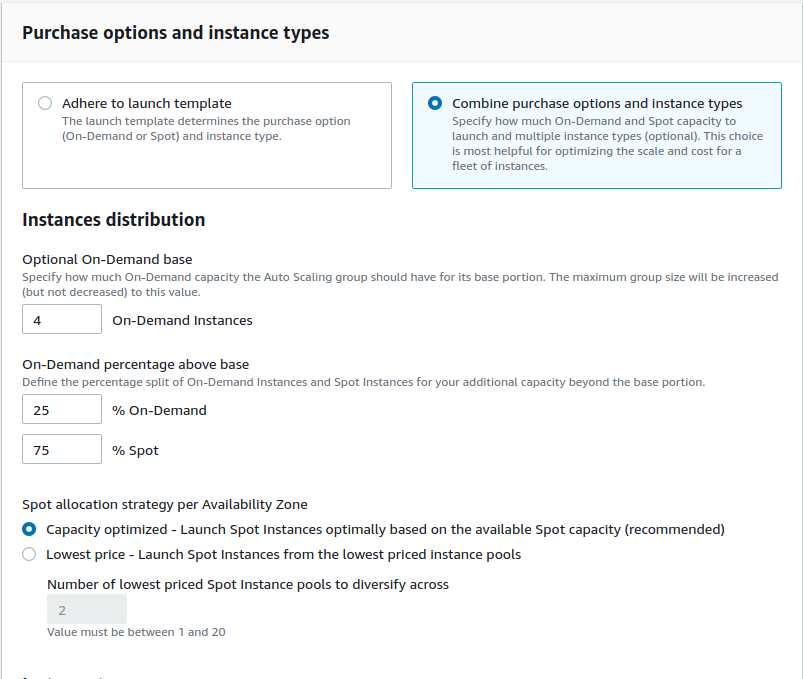 Purchase options and instance types
Adhere to launch template
The launch template determines the purchase option
(On-Demand or Spot) and instance type.
Combine purchase options and instance types
Specify how much On-Demand and Spot capacity to
launch and multiple instance types (optional). This choice
is most helpful for optimizing the scale and cost for a
fleet of instances.
Instances distribution
Optional On-Demand base
Specify how much On-Demand capacity the Auto Scaling group should have for its base portion. The maximum group size will be increased
(but not decreased) to this value.
4 On-Demand Instances
On-Demand percentage above base
Define the percentage split of On-Demand Instances and Spot Instances for your additional capacity beyond the base portion.
25 % On-Demand
75 % Spot
Spot allocation strategy per Availability Zone
Capacity optimized - Launch Spot Instances optimally based on the available Spot capacity (recommended)
Lowest price - Launch Spot Instances from the lowest priced instance pools
Number of lowest priced Spot Instance pools to diversify across
2
Value must be between 1 and 20